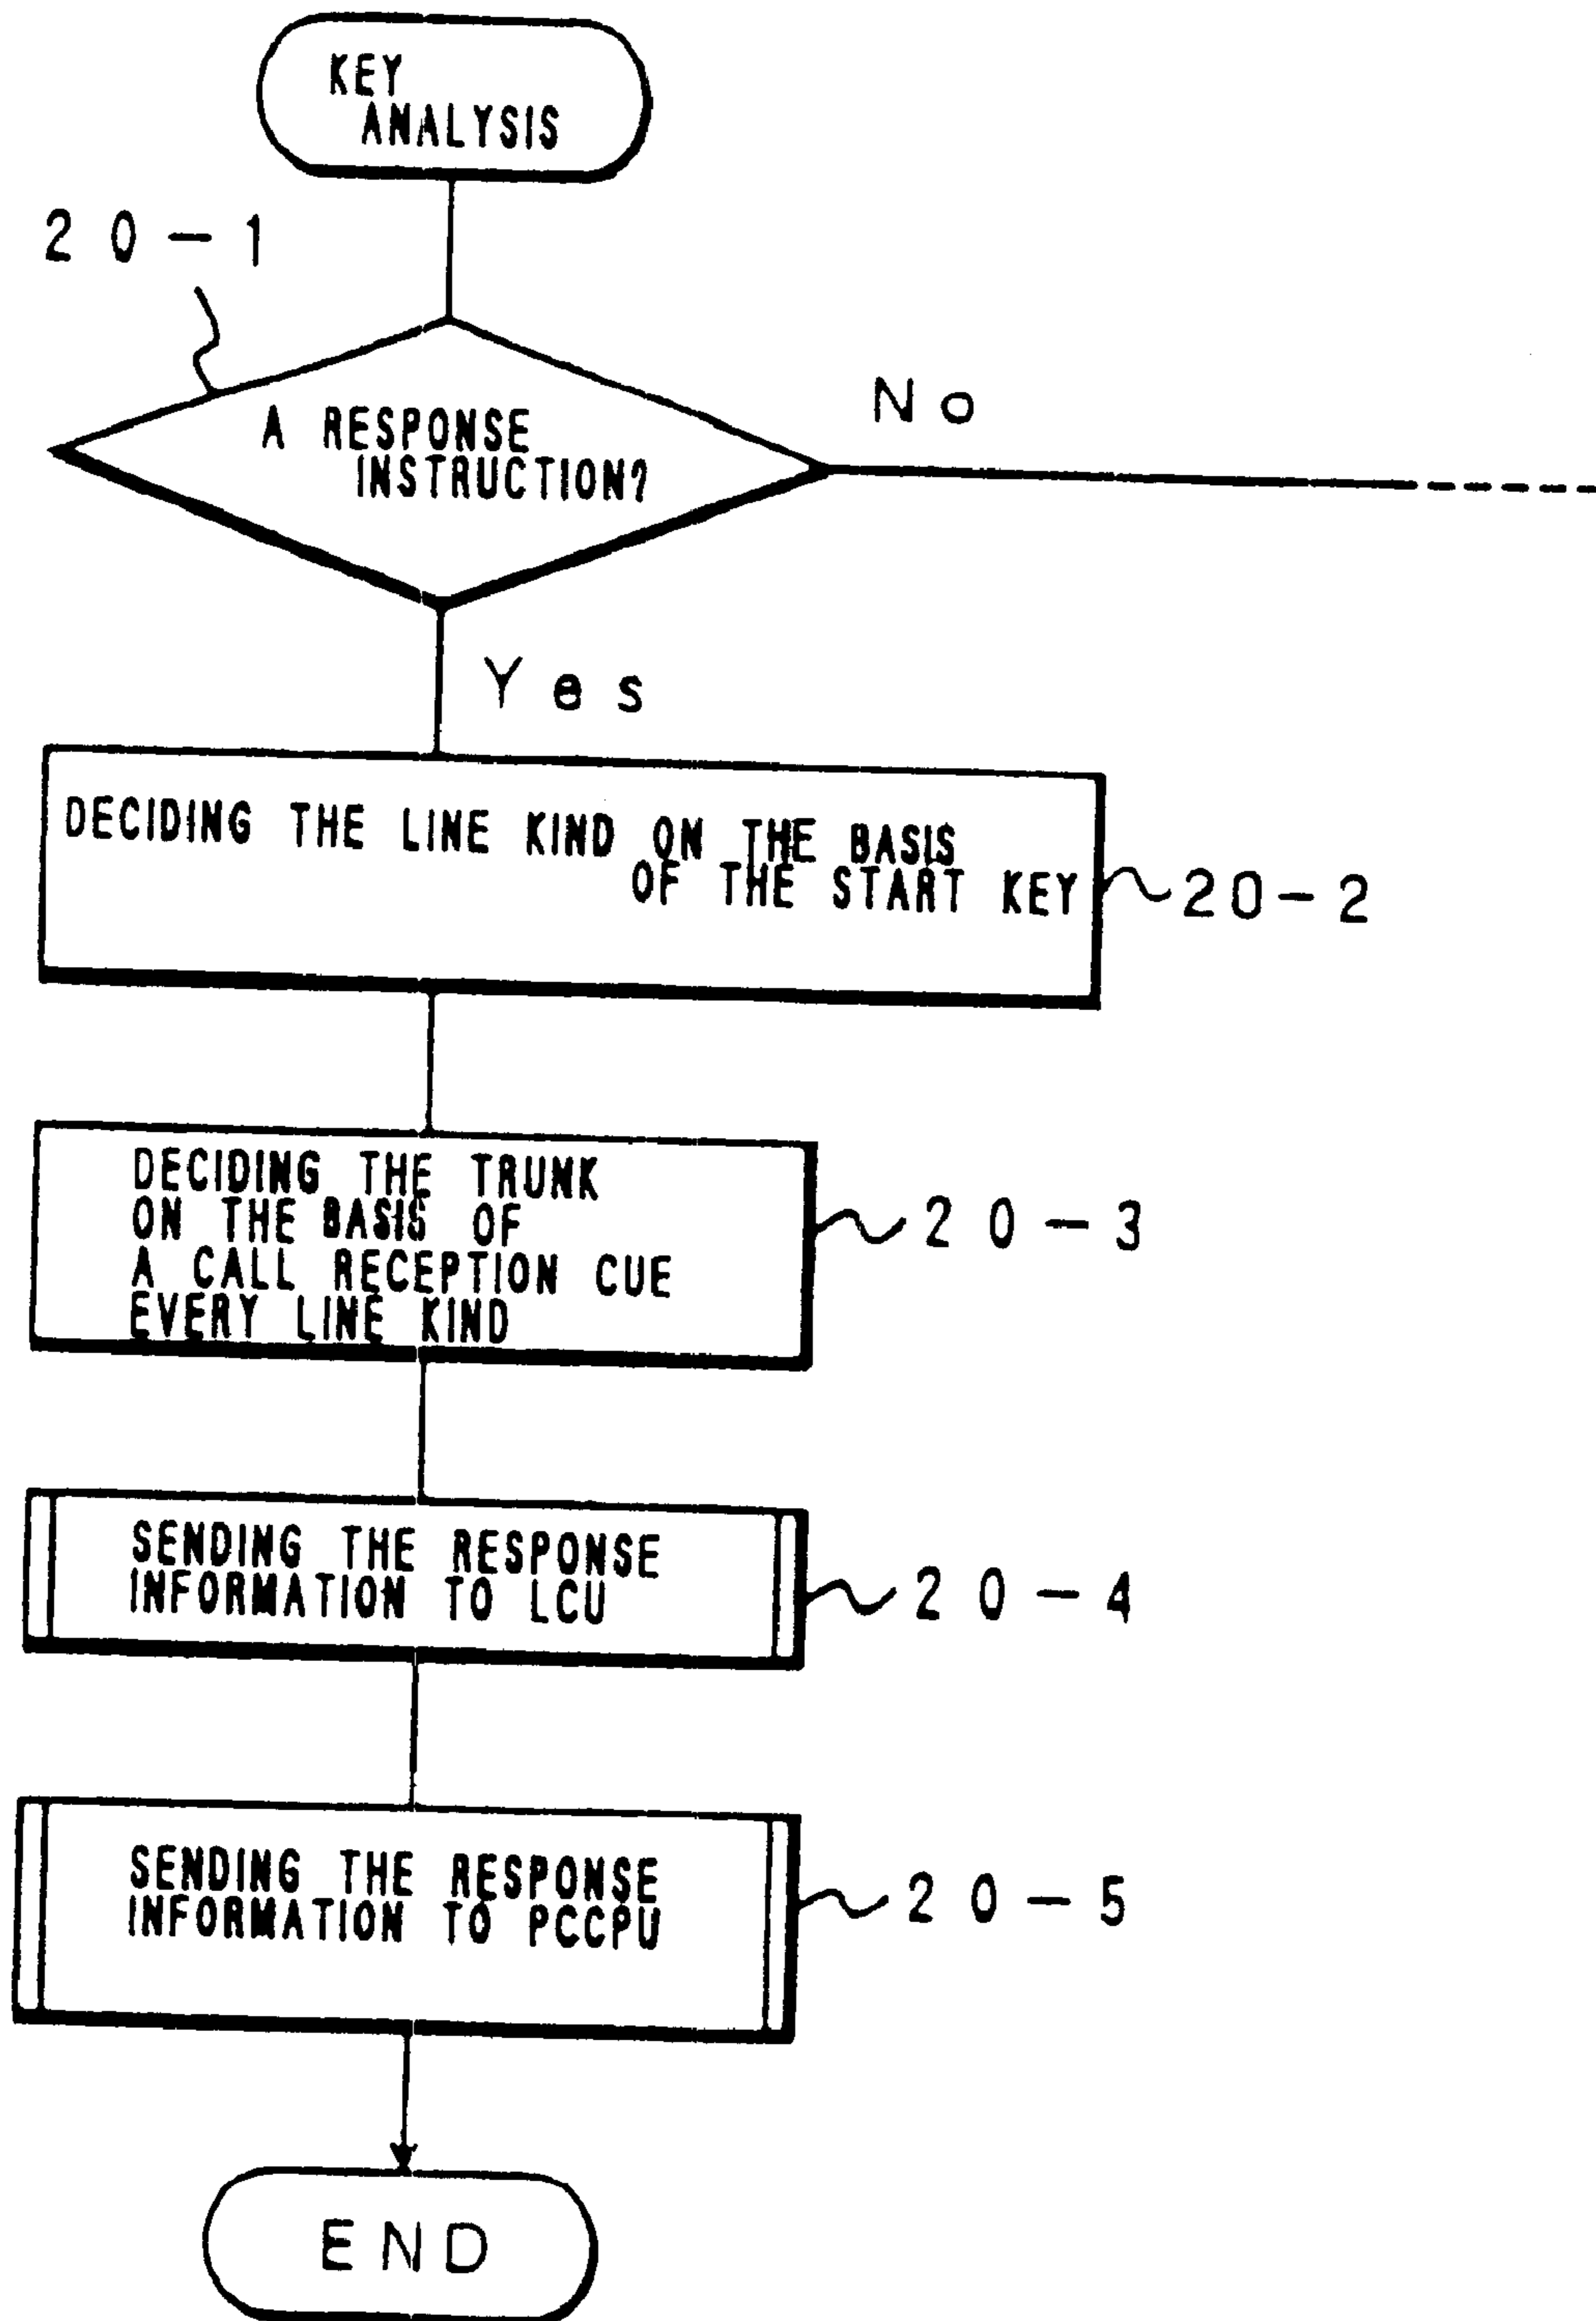 KEY
ANALYSIS
20-1
A RESPONSE
INSTRUCTION?
No
Yes
DECIDING THE LINE KIND ON THE BASIS
OF THE START KEY
20-2
DECIDING THE TRUNK
ON THE BASIS OF
A CALL RECEPTION CUE
EVERY LINE KIND
20-3
SENDING THE RESPONSE
INFORMATION TO LCU
20-4
SENDING THE RESPONSE
INFORMATION TO PCCPU
20-5
END